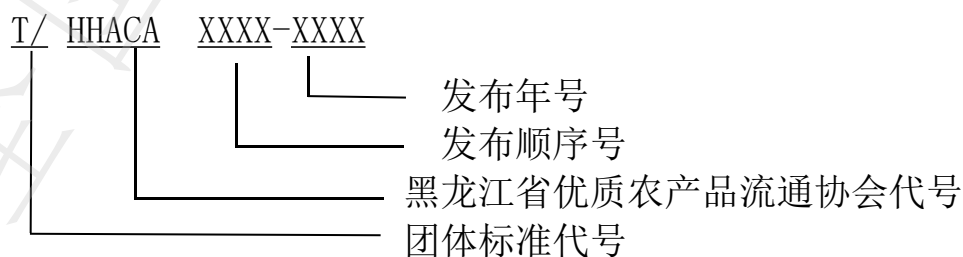 T/ HHACA XXXX-XXXX
发布年号
发布顺序号
黑龙江省优质农产品流通协会代号
团体标准代号